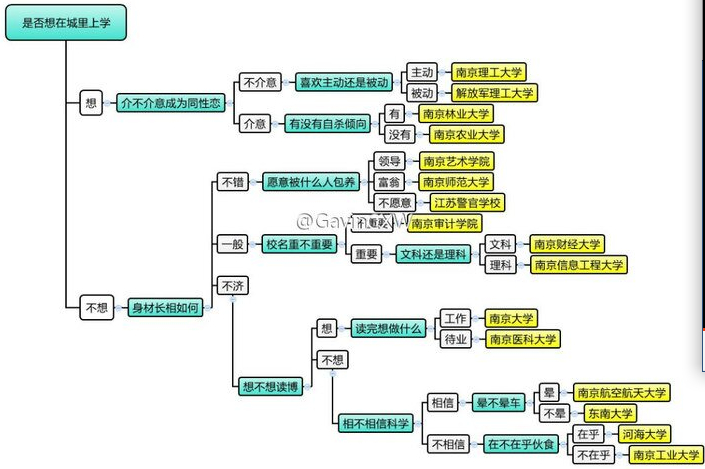 是否想在城里上学
想
介不介意成为同性恋
不介意
喜欢主动还是被动
主动
南京理工大学
被动
解放军理工大学
介意
有没有自杀倾向
有
南京林业大学
没有
南京农业大学
不想
身材长相如何
不错
愿意被什么人包养
领导
南京艺术学院
富翁
南京师范大学
不愿意
江苏警官学校
一般
校名重不重要
不重要
南京审计学院
重要
文科还是理科
文科
南京财经大学
理科
南京信息工程大学
不济
想不想读博
想
读完想做什么
工作
南京大学
待业
南京医科大学
不想
相不相信科学
相信
晕不晕车
晕
南京航空航天大学
不晕
东南大学
不相信
在不在乎伙食
在乎
河海大学
不在乎
南京工业大学